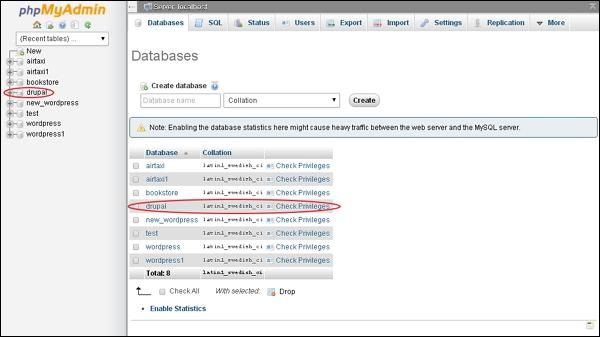 phpMyAdmin
(Recent tables) ...
New
airtaxi
airtaxi1
bookstore
drupal
new_wordpress
test
wordpress
wordpress1
Server: localhost
Databases SQL Status Users Export Import Settings Replication More
Databases
Create database
Database name Collation Create
Note: Enabling the database statistics here might cause heavy traffic between the web server and the MySQL server.
Database Collation
airtaxi latin1_swedish_ci Check Privileges
airtaxi1 latin1_swedish_ci Check Privileges
bookstore latin1_swedish_ci Check Privileges
drupal latin1_swedish_ci Check Privileges
new_wordpress latin1_swedish_ci Check Privileges
test latin1_swedish_ci Check Privileges
wordpress latin1_swedish_ci Check Privileges
wordpress1 latin1_swedish_ci Check Privileges
Total: 8 latin1_swedish_ci
Check All With selected: Drop
Enable Statistics